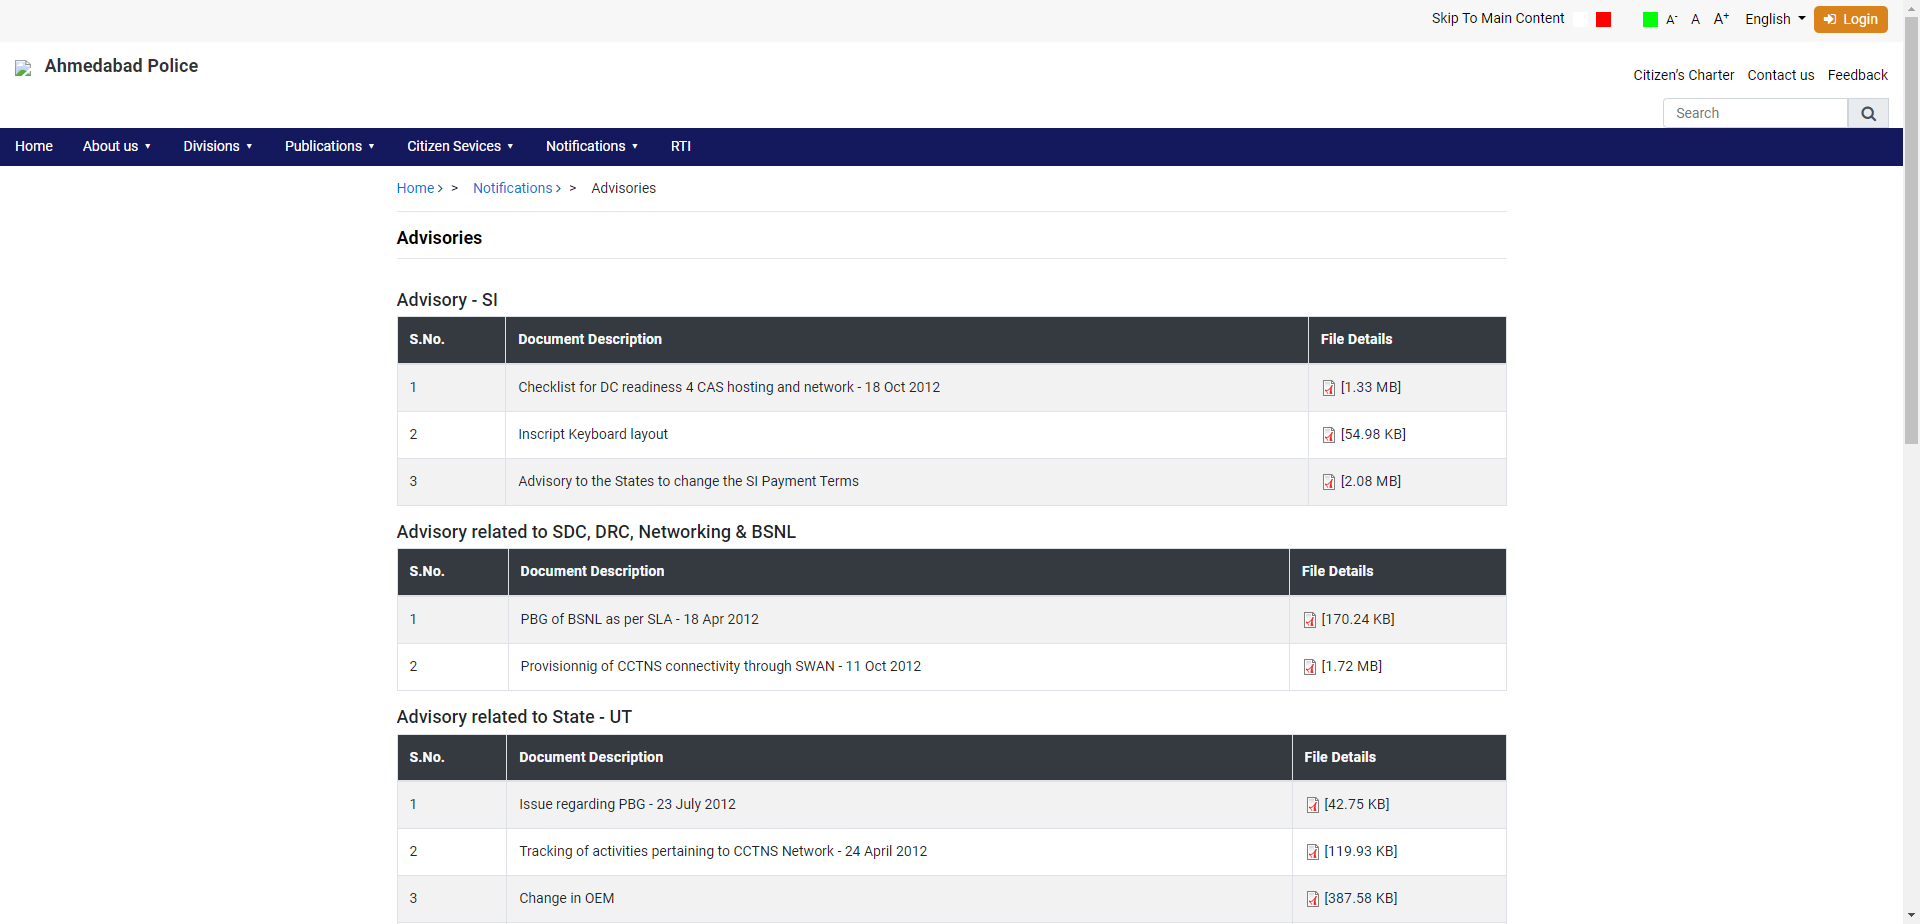 Skip To Main Content A- A A+ English Login
Ahmedabad Police
Citizen's Charter Contact us Feedback
Search
Home About us Divisions Publications Citizen Sevices Notifications RTI
Home > Notifications > Advisories
Advisories
Advisory - SI
S.No. Document Description File Details
1 Checklist for DC readiness 4 CAS hosting and network - 18 Oct 2012 [1.33 MB]
2 Inscript Keyboard layout [54.98 KB]
3 Advisory to the States to change the SI Payment Terms [2.08 MB]
Advisory related to SDC, DRC, Networking & BSNL
S.No. Document Description File Details
1 PBG of BSNL as per SLA - 18 Apr 2012 [170.24 KB]
2 Provisionnig of CCTNS connectivity through SWAN - 11 Oct 2012 [1.72 MB]
Advisory related to State - UT
S.No. Document Description File Details
1 Issue regarding PBG - 23 July 2012 [42.75 KB]
2 Tracking of activities pertaining to CCTNS Network - 24 April 2012 [119.93 KB]
3 Change in OEM [387.58 KB]